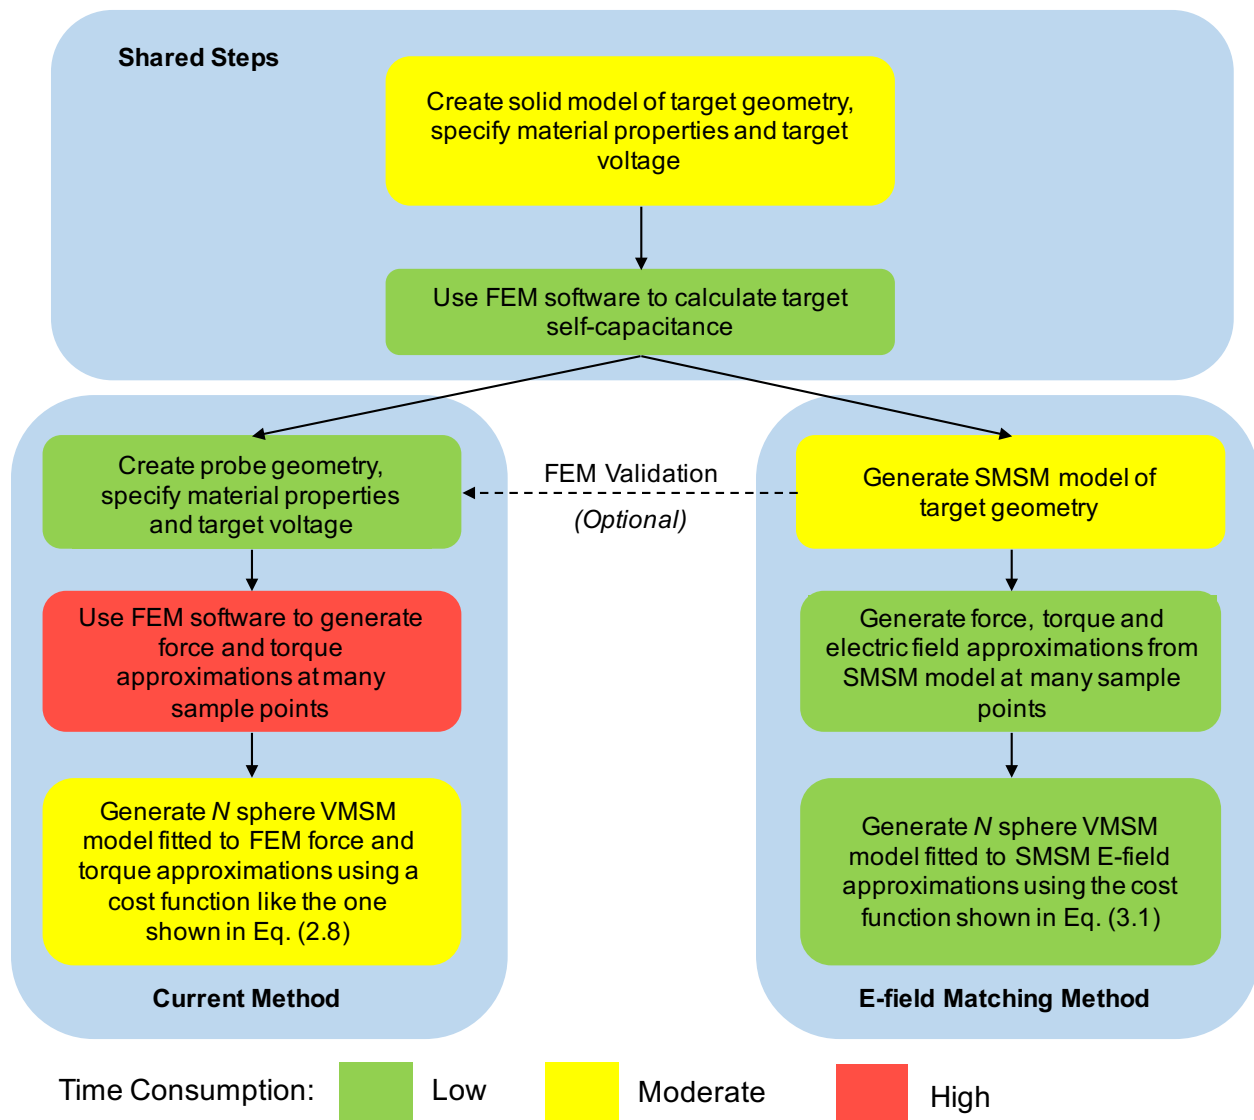 Shared Steps
Create solid model of target geometry,
specify material properties and target
voltage
Use FEM software to calculate target
self-capacitance
Create probe geometry,
specify material properties
and target voltage
FEM Validation
(Optional)
Generate SMSM model of
target geometry
Use FEM software to generate
force and torque
approximations at many
sample points
Generate force, torque and
electric field approximations from
SMSM model at many sample
points
Generate N sphere VMSM
model fitted to FEM force and
torque approximations using a
cost function like the one
shown in Eq. (2.8)
Generate N sphere VMSM
model fitted to SMSM E-field
approximations using the cost
function shown in Eq. (3.1)
Current Method
E-field Matching Method
Time Consumption:
Low
Moderate
High